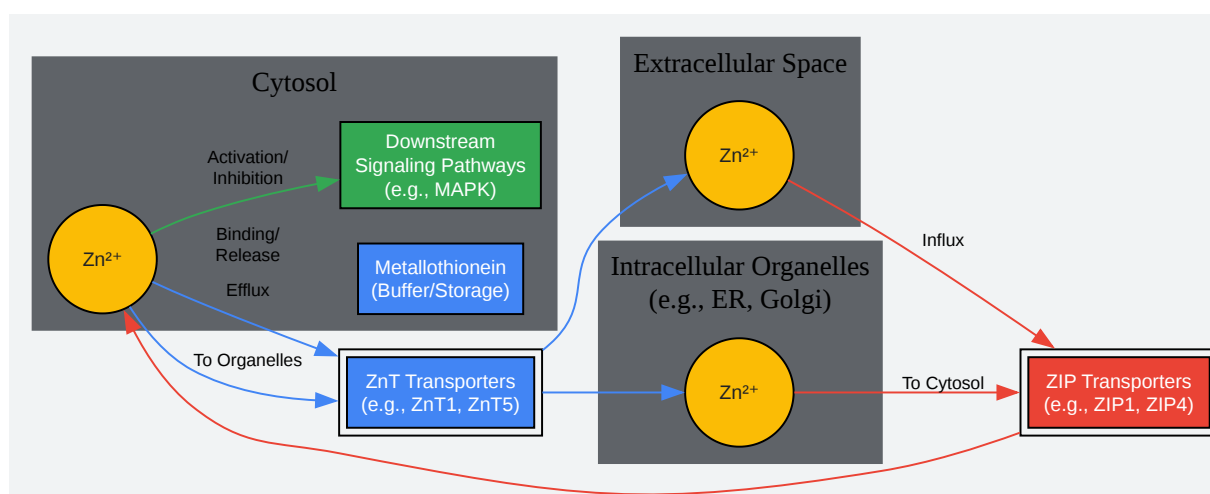 Cytosol
Activation/
Inhibition
Downstream
Signaling Pathways
(e.g., MAPK)
Zn²⁺
Binding/
Release
Efflux
Metallothionein
(Buffer/Storage)
To Organelles
ZnT Transporters
(e.g., ZnT1, ZnT5)
Extracellular Space
Zn²⁺
Influx
Intracellular Organelles
(e.g., ER, Golgi)
Zn²⁺
To Cytosol
ZIP Transporters
(e.g., ZIP1, ZIP4)